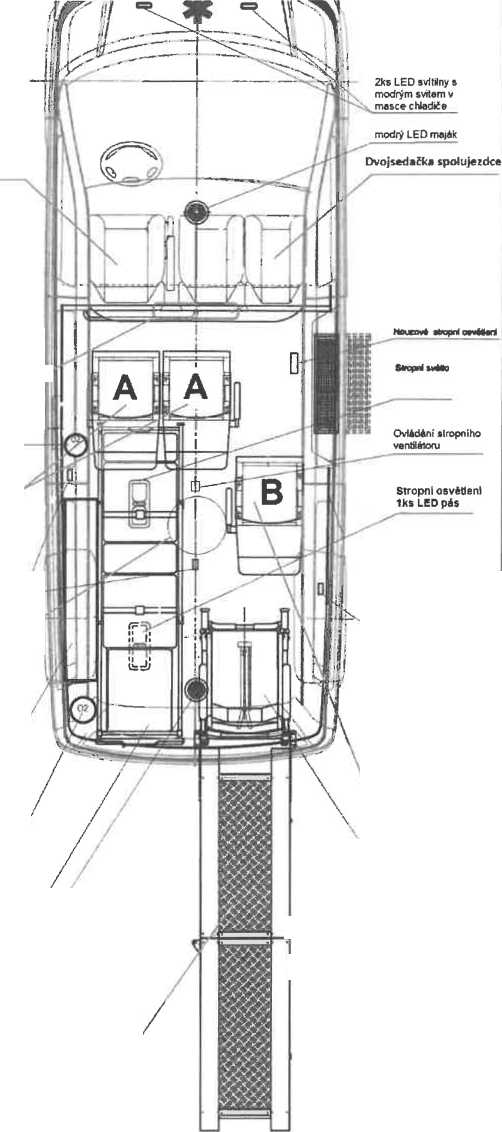 2ks LED svítilny s
modrým svitem v
masce chladiče
modrý LED maják
Dvojsedačka spolujezdce
Nouzové stropní osvětlení
Stropní světlo
A
A
Ovládání stropního
ventilátoru
B
Stropní osvětlení
1ks LED pás
O2